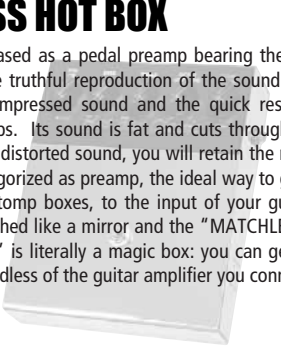 SS HOT BOX
ased as a pedal preamp bearing the
e truthful reproduction of the sound
mpressed sound and the quick res
ps. Its sound is fat and cuts through
distorted sound, you will retain the
gorized as preamp, the ideal way to
tomp boxes, to the input of your gu
hed like a mirror and the “MATCHLE
” is literally a magic box: you can ge
dless of the guitar amplifier you conn